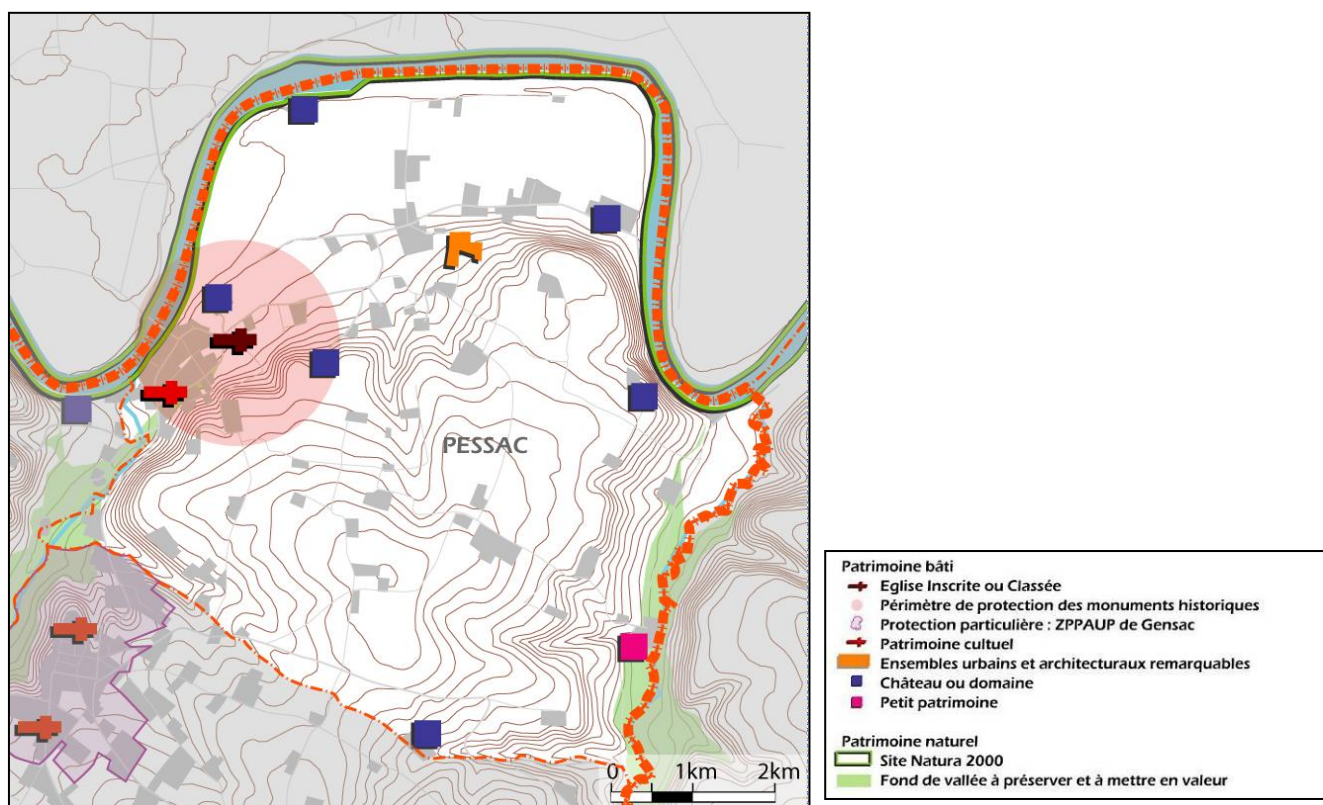 PESSAC
0 1km 2km
Patrimoine bâti
Eglise Inscrite ou Classée
Périmètre de protection des monuments historiques
Protection particulière : ZPPAUP de Gensac
Patrimoine cultuel
Ensembles urbains et architecturaux remarquables
Château ou domaine
Petit patrimoine
Patrimoine naturel
Site Natura 2000
Fond de vallée à préserver et à mettre en valeur